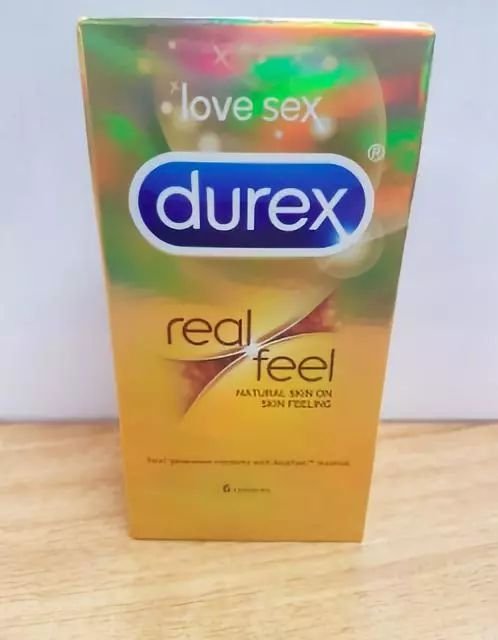 love sex
durex®
real
feel
NATURAL SKIN ON
SKIN FEELING
6